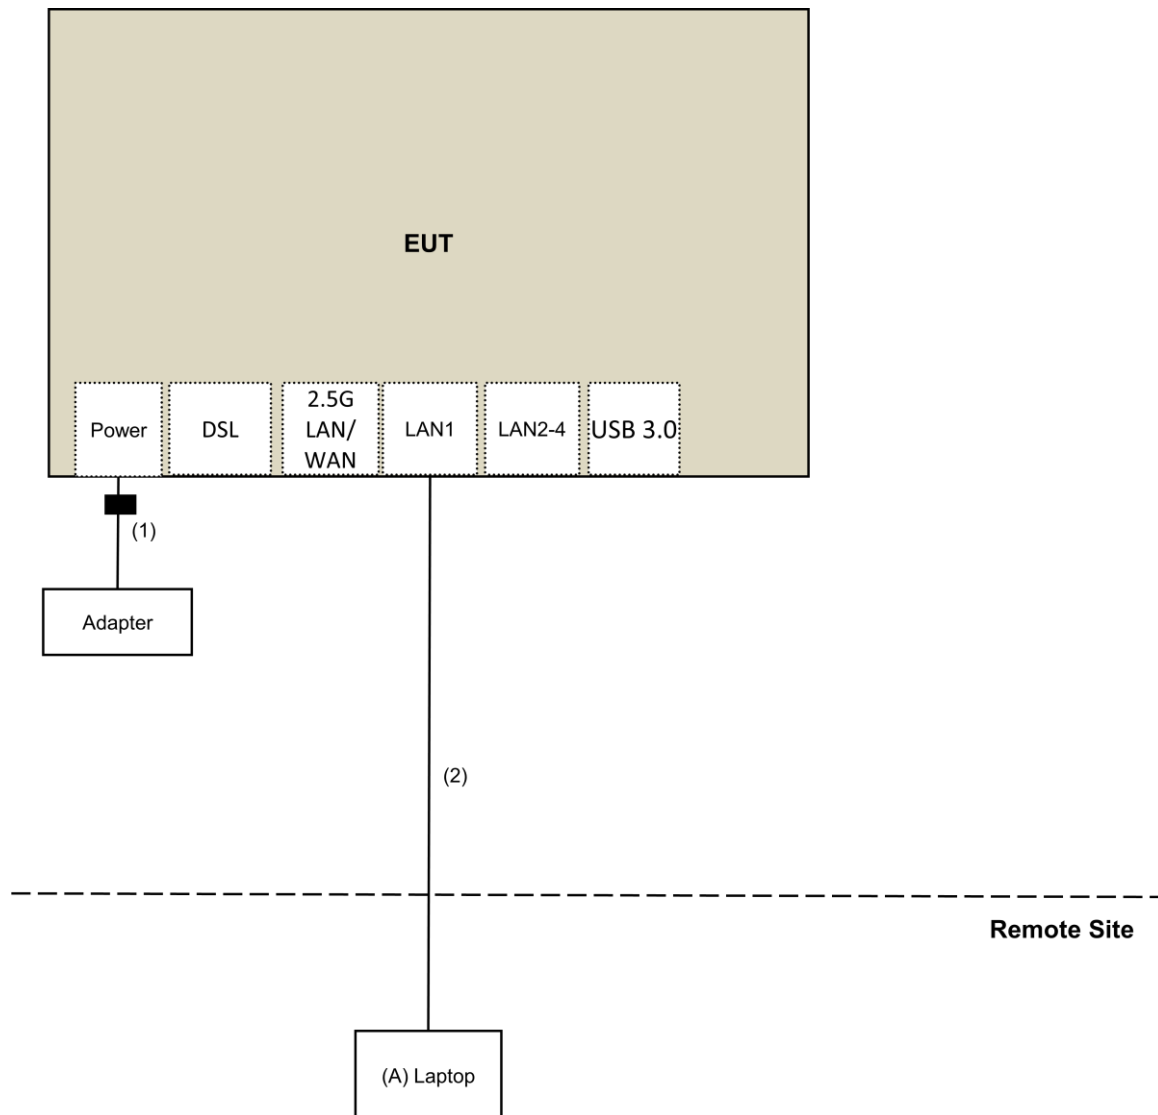 EUT
Power
DSL
2.5G
LAN/
WAN
LAN1
LAN2-4
USB 3.0
(1)
Adapter
(2)
Remote Site
(A) Laptop